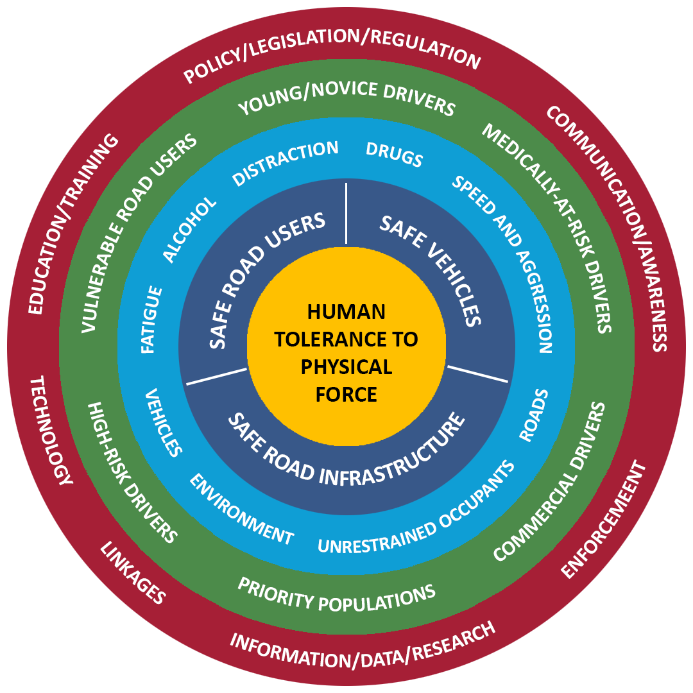 POLICY/LEGISLATION/REGULATION
COMMUNICATION/AWARENESS
ENFORCEMENT
INFORMATION/DATA/RESEARCH
LINKAGES
TECHNOLOGY
EDUCATION/TRAINING
YOUNG/NOVICE DRIVERS
MEDICALLY-AT-RISK DRIVERS
COMMERCIAL DRIVERS
PRIORITY POPULATIONS
HIGH-RISK DRIVERS
VULNERABLE ROAD USERS
DISTRACTION
DRUGS
SPEED AND AGGRESSION
ROADS
UNRESTRAINED OCCUPANTS
ENVIRONMENT
VEHICLES
FATIGUE
ALCOHOL
SAFE ROAD USERS
SAFE VEHICLES
SAFE ROAD INFRASTRUCTURE
HUMAN
TOLERANCE TO
PHYSICAL
FORCE